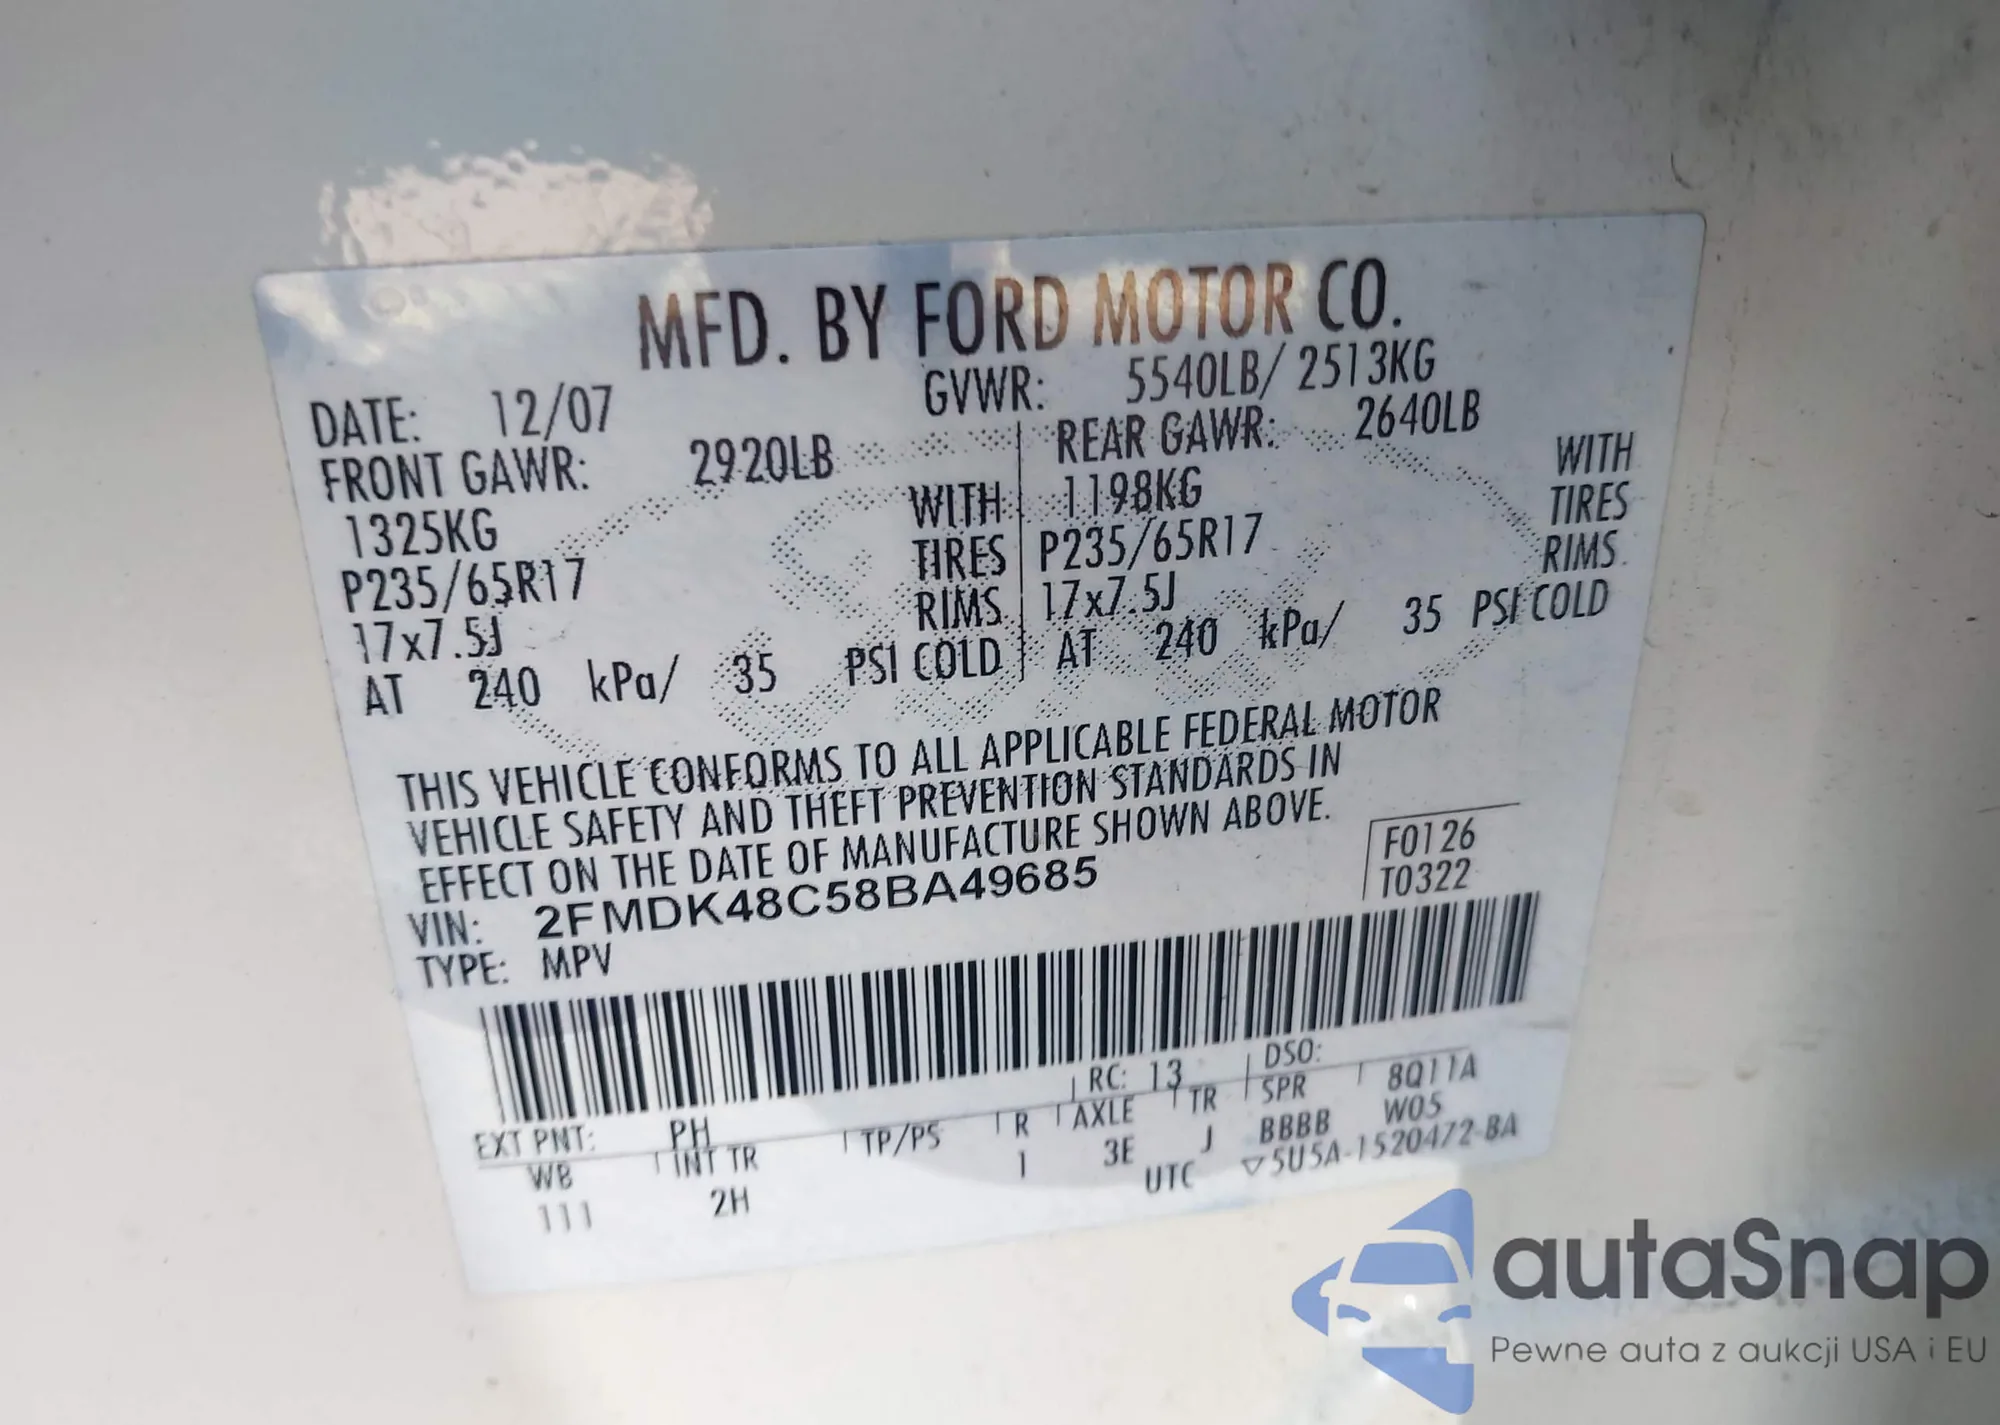 MFD. BY FORD MOTOR CO.
DATE: 12/07 GVWR: 5540LB/ 2513KG
FRONT GAWR: 2920LB REAR GAWR: 2640LB
1325KG WITH 1198KG WITH
P235/65R17 TIRES P235/65R17 TIRES
17x7.5J RIMS 17x7.5J RIMS
AT 240 kPa/ 35 PSI COLD AT 240 kPa/ 35 PSI COLD
THIS VEHICLE CONFORMS TO ALL APPLICABLE FEDERAL MOTOR
VEHICLE SAFETY AND THEFT PREVENTION STANDARDS IN
EFFECT ON THE DATE OF MANUFACTURE SHOWN ABOVE.
VIN: 2FMDK48C58BA49685 F0126
TYPE: MPV T0322
EXT PNT: PH RC: 13 DSO:
WB INT TR TP/PS R AXLE TR SPR 8Q11A
111 2H 1 3E J BBBB W05
UTC ▽5U5A-1520472-BA
autaSnap
Pewne auta z aukcji USA i EU